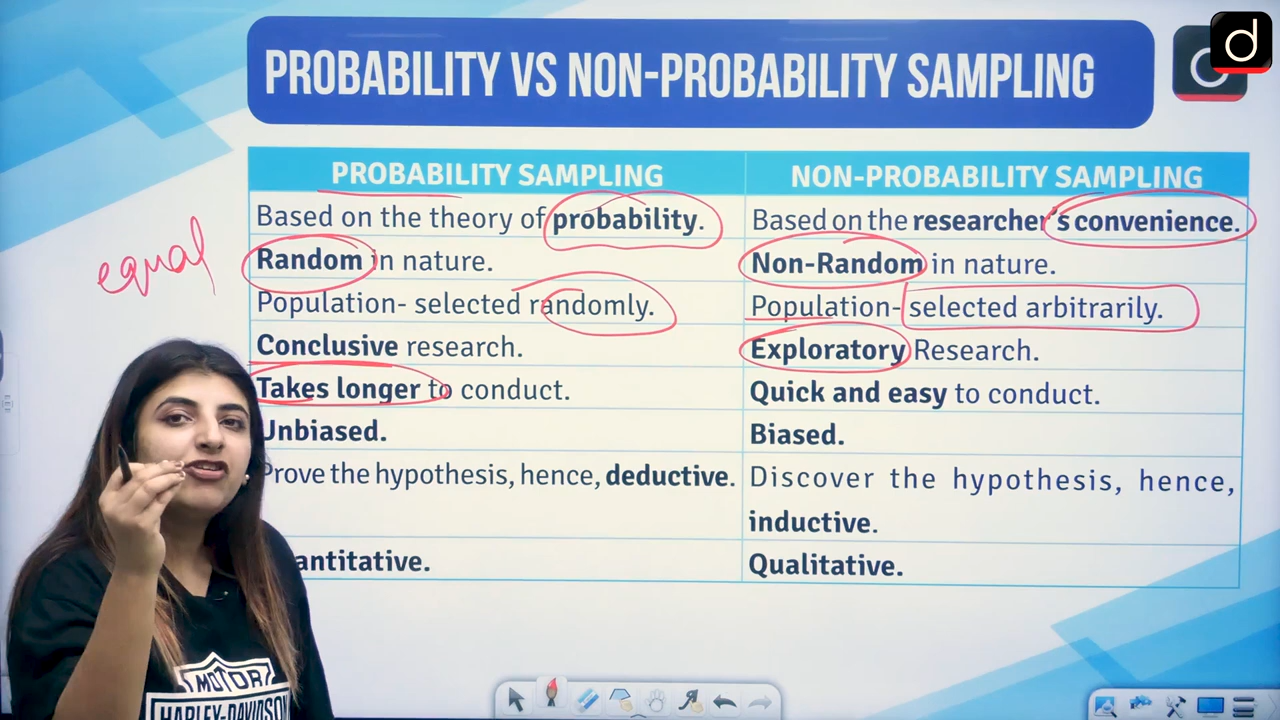 d
PROBABILITY VS NON-PROBABILITY SAMPLING
PROBABILITY SAMPLING
NON-PROBABILITY SAMPLING
Based on the theory of probability.
Based on the researcher's convenience.
equal
Random in nature.
Non-Random in nature.
Population- selected randomly.
Population- selected arbitrarily.
Conclusive research.
Exploratory Research.
Takes longer to conduct.
Quick and easy to conduct.
Unbiased.
Biased.
Prove the hypothesis, hence, deductive.
Discover the hypothesis, hence,
inductive.
antitative.
Qualitative.
MOTOR
HARLEY-DAVIDSON